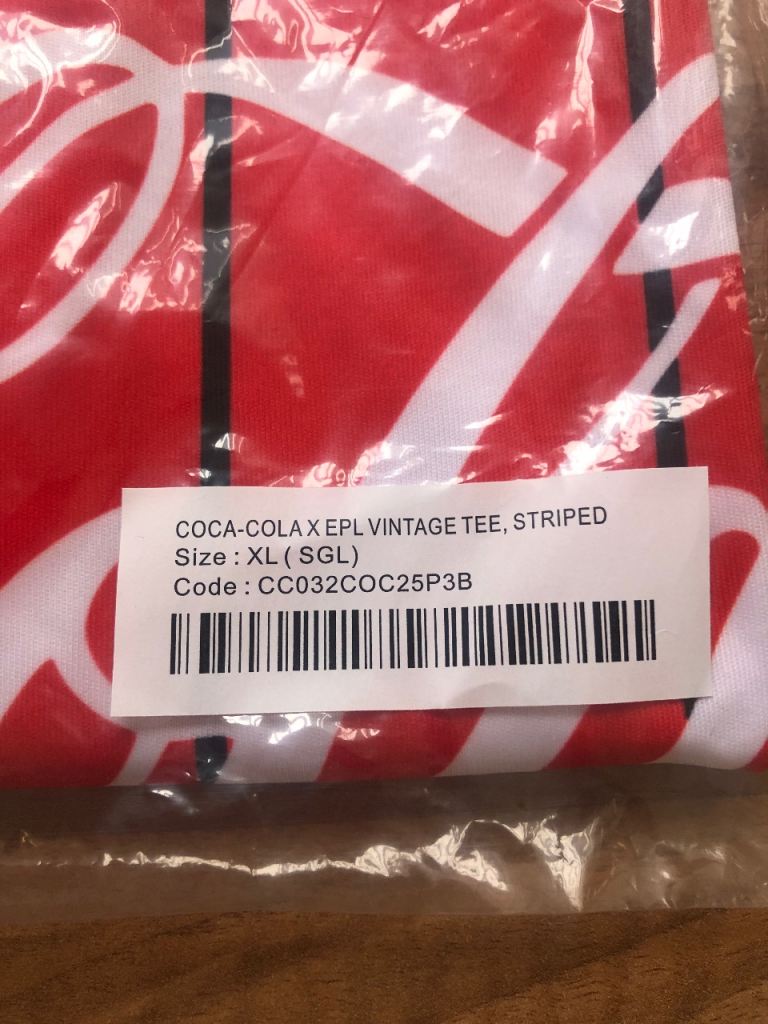 COCA-COLA X EPL VINTAGE TEE, STRIPED
Size : XL ( SGL)
Code : CC032COC25P3B